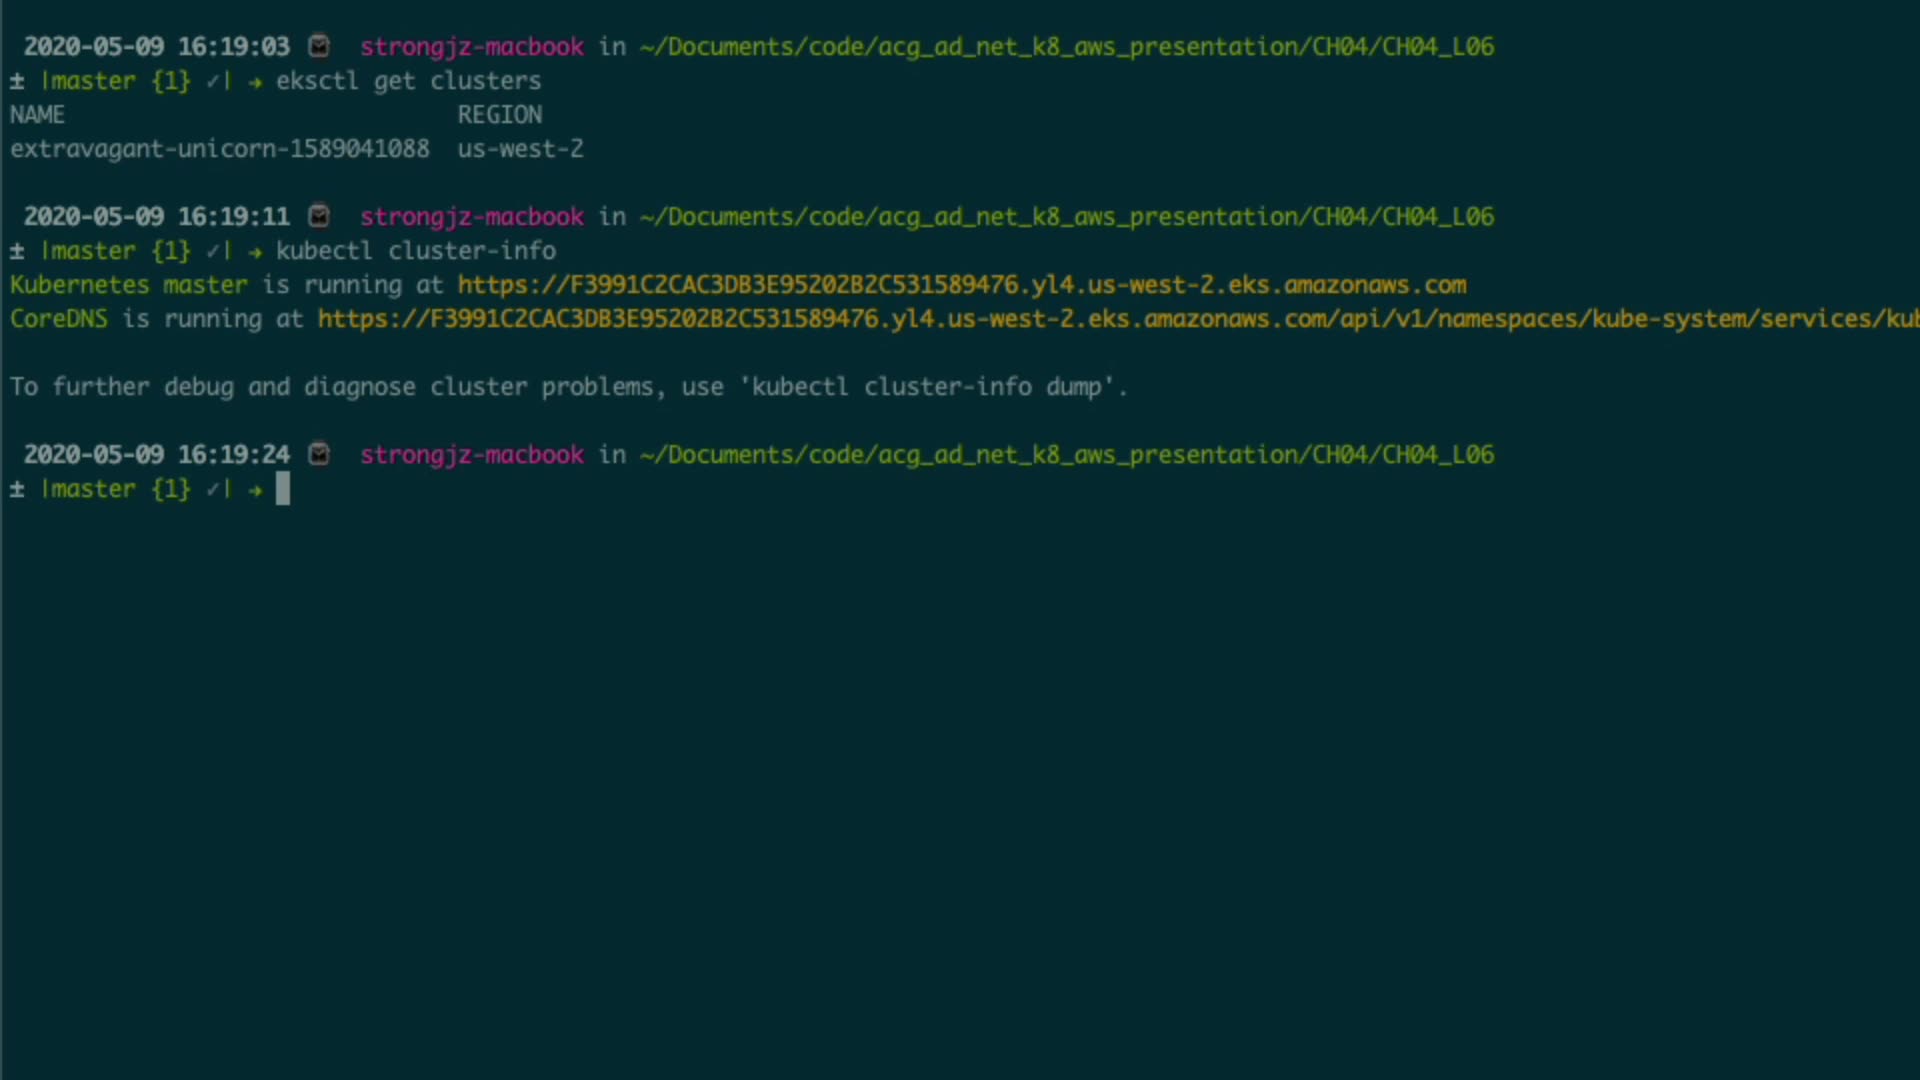 2020-05-09 16:19:03 strongjz-macbook in ~/Documents/code/acg_ad_net_k8_aws_presentation/CH04/CH04_L06
± |master {1} ✓| → eksctl get clusters
NAME REGION
extravagant-unicorn-1589041088 us-west-2
2020-05-09 16:19:11 strongjz-macbook in ~/Documents/code/acg_ad_net_k8_aws_presentation/CH04/CH04_L06
± |master {1} ✓| → kubectl cluster-info
Kubernetes master is running at https://F3991C2CAC3DB3E95202B2C531589476.yl4.us-west-2.eks.amazonaws.com
CoreDNS is running at https://F3991C2CAC3DB3E95202B2C531589476.yl4.us-west-2.eks.amazonaws.com/api/v1/namespaces/kube-system/services/kub
To further debug and diagnose cluster problems, use 'kubectl cluster-info dump'.
2020-05-09 16:19:24 strongjz-macbook in ~/Documents/code/acg_ad_net_k8_aws_presentation/CH04/CH04_L06
± |master {1} ✓| →